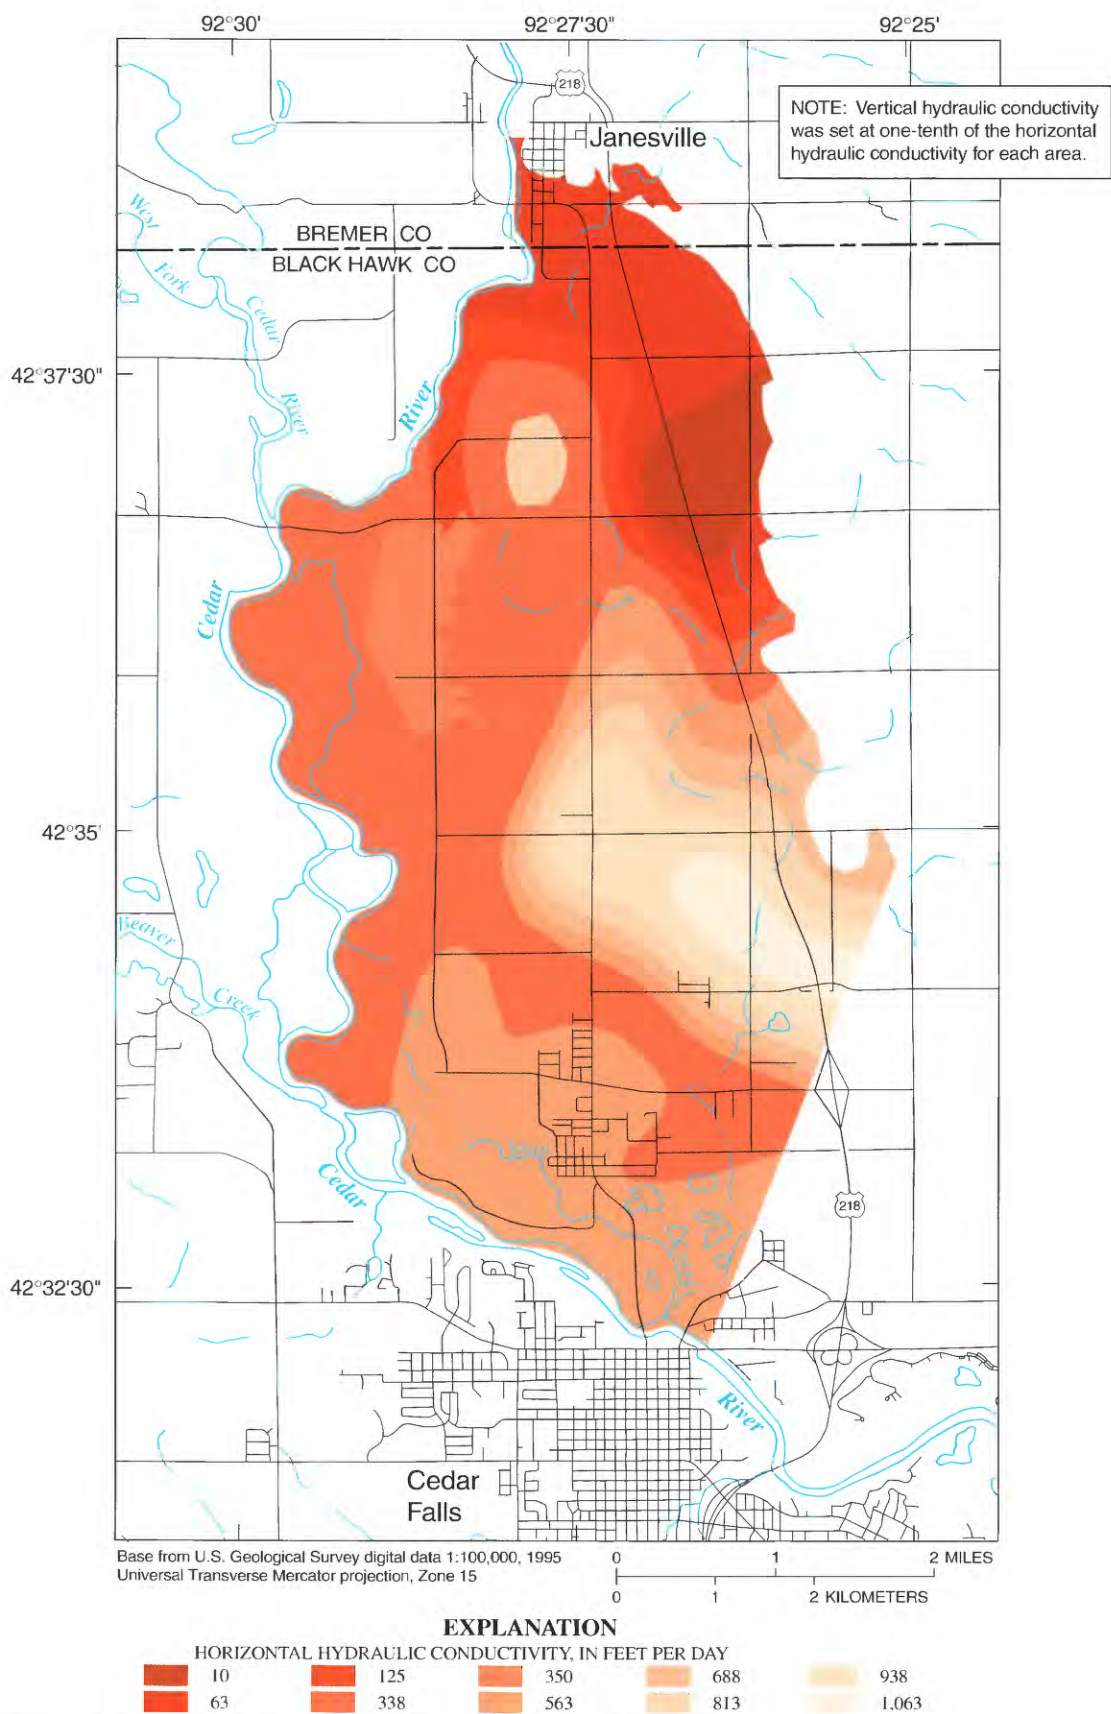 92°30' 92°27'30" 92°25'
218
NOTE: Vertical hydraulic conductivity
was set at one-tenth of the horizontal
hydraulic conductivity for each area.
Janesville
West
BREMER CO
BLACK HAWK CO
Fork
Cedar
42°37'30"
River
River
Cedar
42°35'
Beaver
Creek
Snag
Cedar
218
Creek
42°32'30"
River
Cedar
Falls
Base from U.S. Geological Survey digital data 1:100,000, 1995
Universal Transverse Mercator projection, Zone 15
0 1 2 MILES
0 1 2 KILOMETERS
EXPLANATION
HORIZONTAL HYDRAULIC CONDUCTIVITY, IN FEET PER DAY
10 125 350 688 938
63 338 563 813 1,063